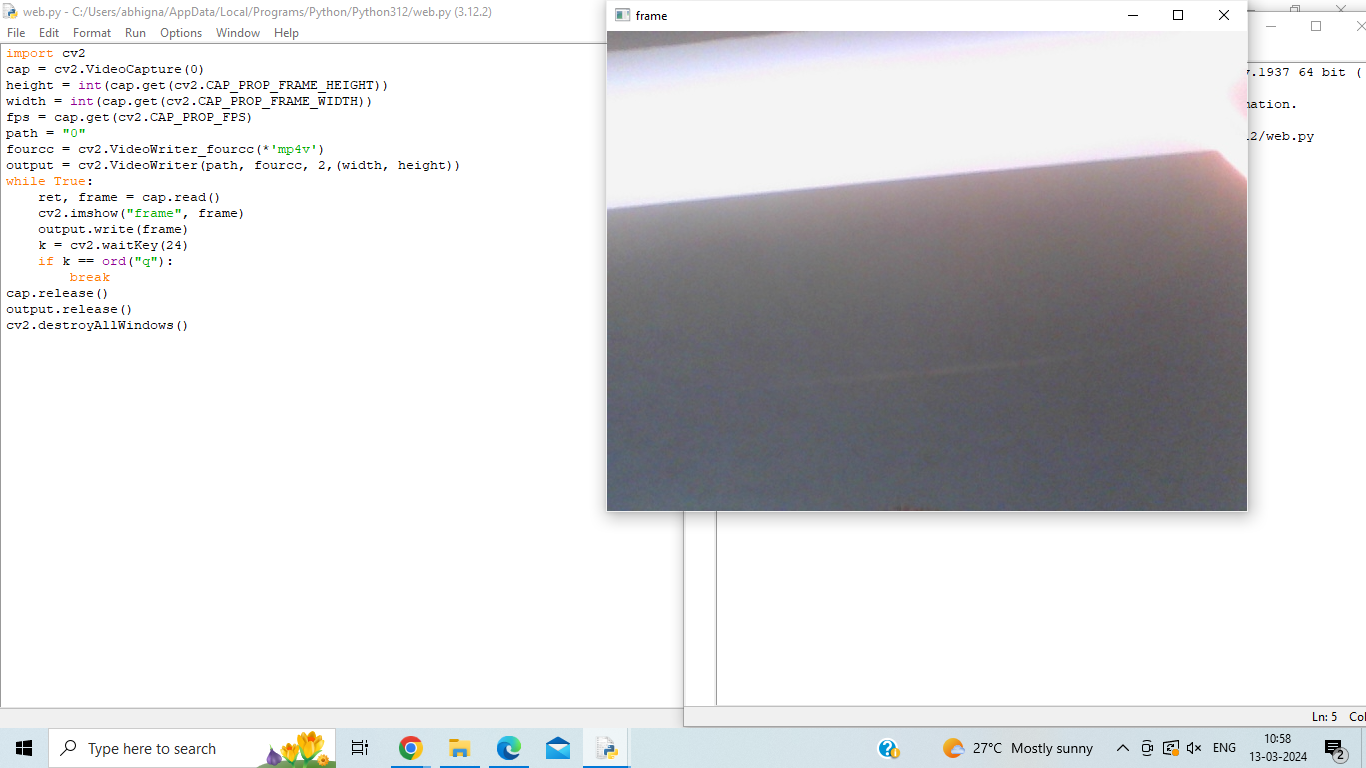 web.py - C:/Users/abhigna/AppData/Local/Programs/Python/Python312/web.py (3.12.2)
File Edit Format Run Options Window Help
import cv2
cap = cv2.VideoCapture(0)
height = int(cap.get(cv2.CAP_PROP_FRAME_HEIGHT))
width = int(cap.get(cv2.CAP_PROP_FRAME_WIDTH))
fps = cap.get(cv2.CAP_PROP_FPS)
path = "0"
fourcc = cv2.VideoWriter_fourcc(*'mp4v')
output = cv2.VideoWriter(path, fourcc, 2,(width, height))
while True:
    ret, frame = cap.read()
    cv2.imshow("frame", frame)
    output.write(frame)
    k = cv2.waitKey(24)
    if k == ord("q"):
        break
cap.release()
output.release()
cv2.destroyAllWindows()
frame
v.1937 64 bit (
mation.
12/web.py
Ln: 5 Col
Type here to search
27°C Mostly sunny
ENG
10:58
13-03-2024
2